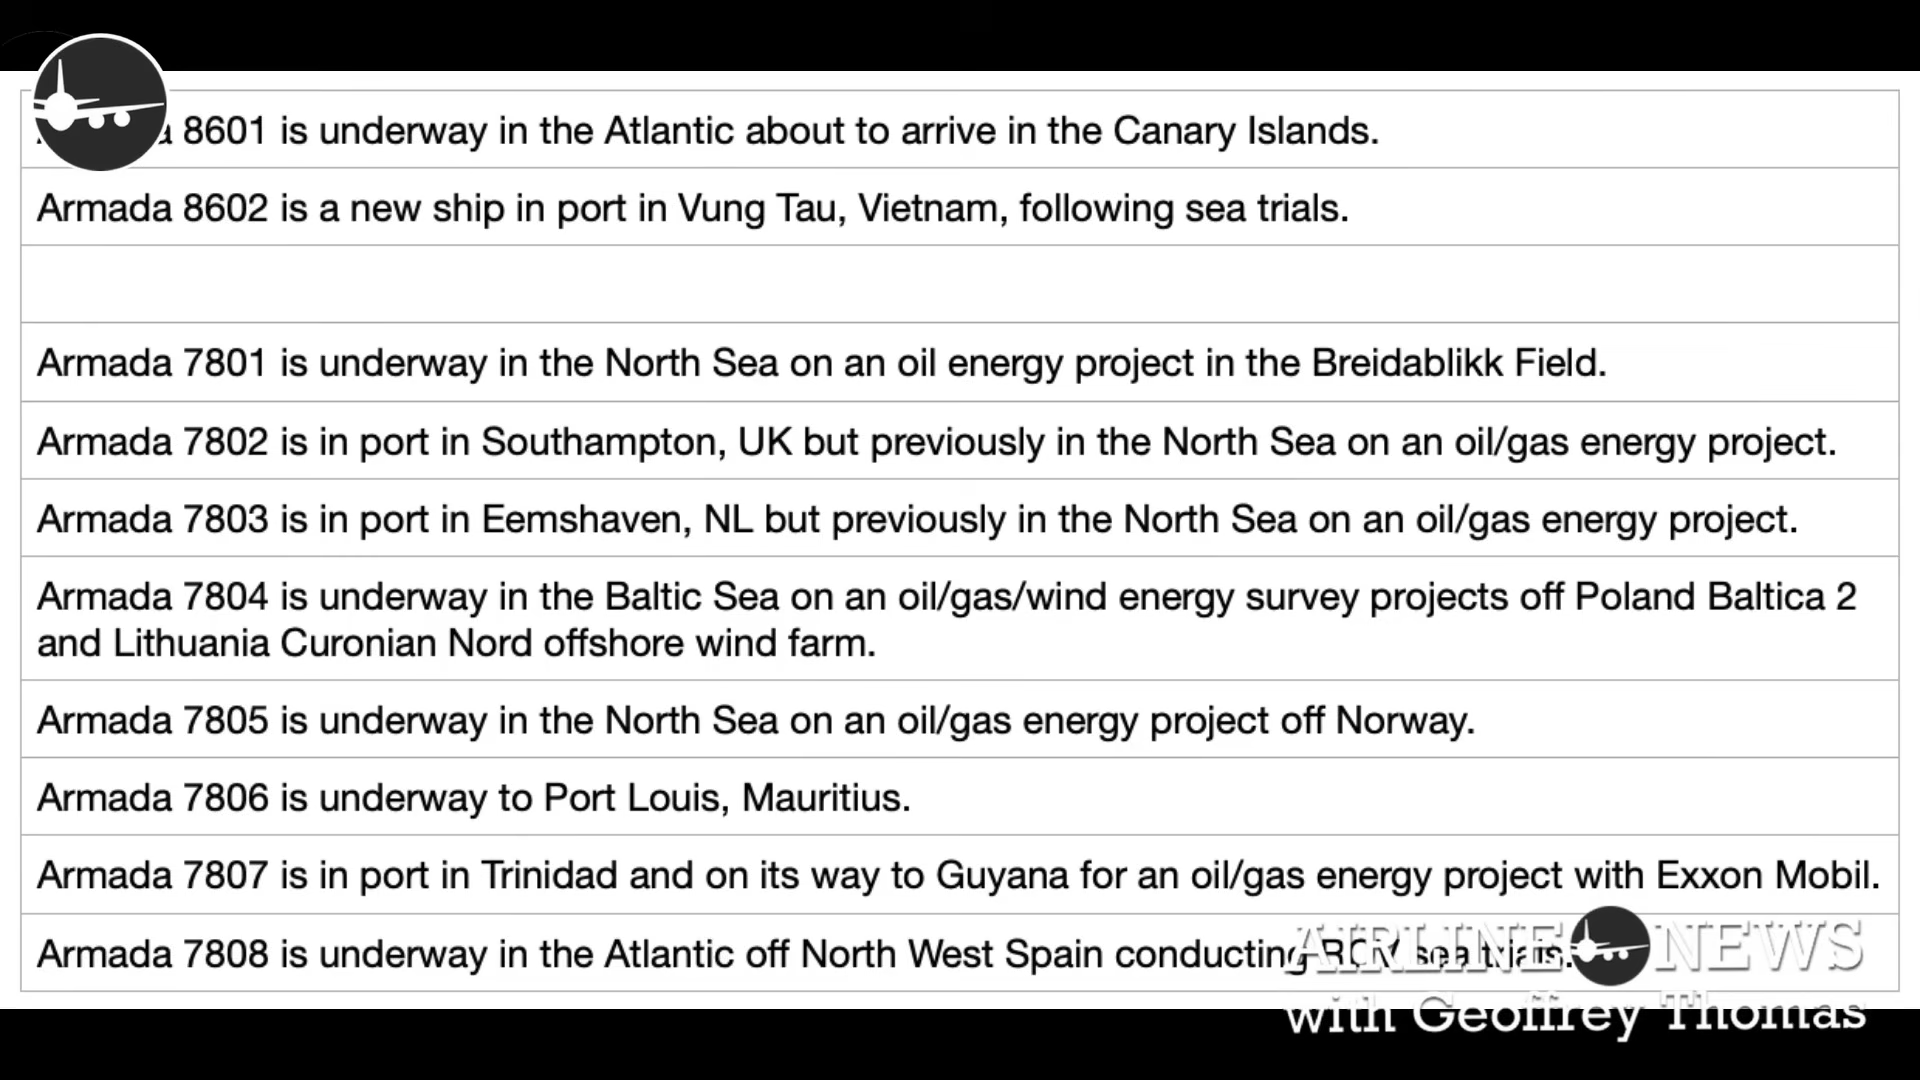 8601 is underway in the Atlantic about to arrive in the Canary Islands.
Armada 8602 is a new ship in port in Vung Tau, Vietnam, following sea trials.
Armada 7801 is underway in the North Sea on an oil energy project in the Breidablikk Field.
Armada 7802 is in port in Southampton, UK but previously in the North Sea on an oil/gas energy project.
Armada 7803 is in port in Eemshaven, NL but previously in the North Sea on an oil/gas energy project.
Armada 7804 is underway in the Baltic Sea on an oil/gas/wind energy survey projects off Poland Baltica 2
and Lithuania Curonian Nord offshore wind farm.
Armada 7805 is underway in the North Sea on an oil/gas energy project off Norway.
Armada 7806 is underway to Port Louis, Mauritius.
Armada 7807 is in port in Trinidad and on its way to Guyana for an oil/gas energy project with Exxon Mobil.
Armada 7808 is underway in the Atlantic off North West Spain conducting sea trials.
AIRLINE NEWS
with Geoffrey Thomas